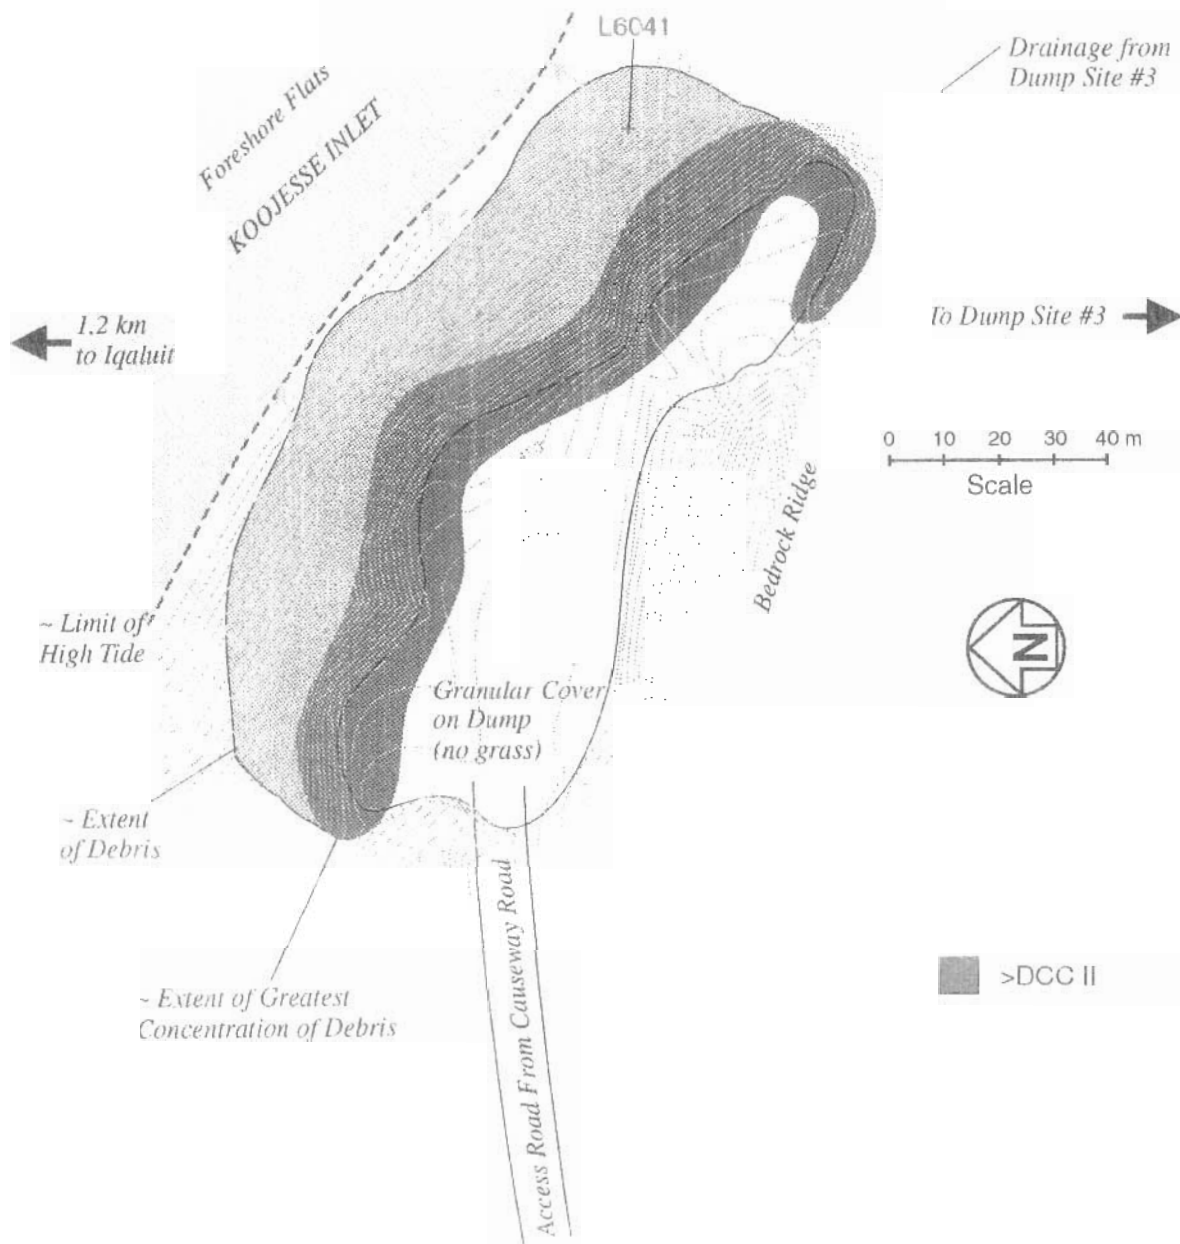 L6041
Drainage from
Dump Site #3
Foreshore Flats
KOOJESSE INLET
1.2 km
to Iqaluit
To Dump Site #3
0 10 20 30 40 m
Scale
Bedrock Ridge
~ Limit of
High Tide
N
Granular Cover
on Dump
(no grass)
~ Extent
of Debris
Access Road From Causeway Road
>DCC II
~ Extent of Greatest
Concentration of Debris